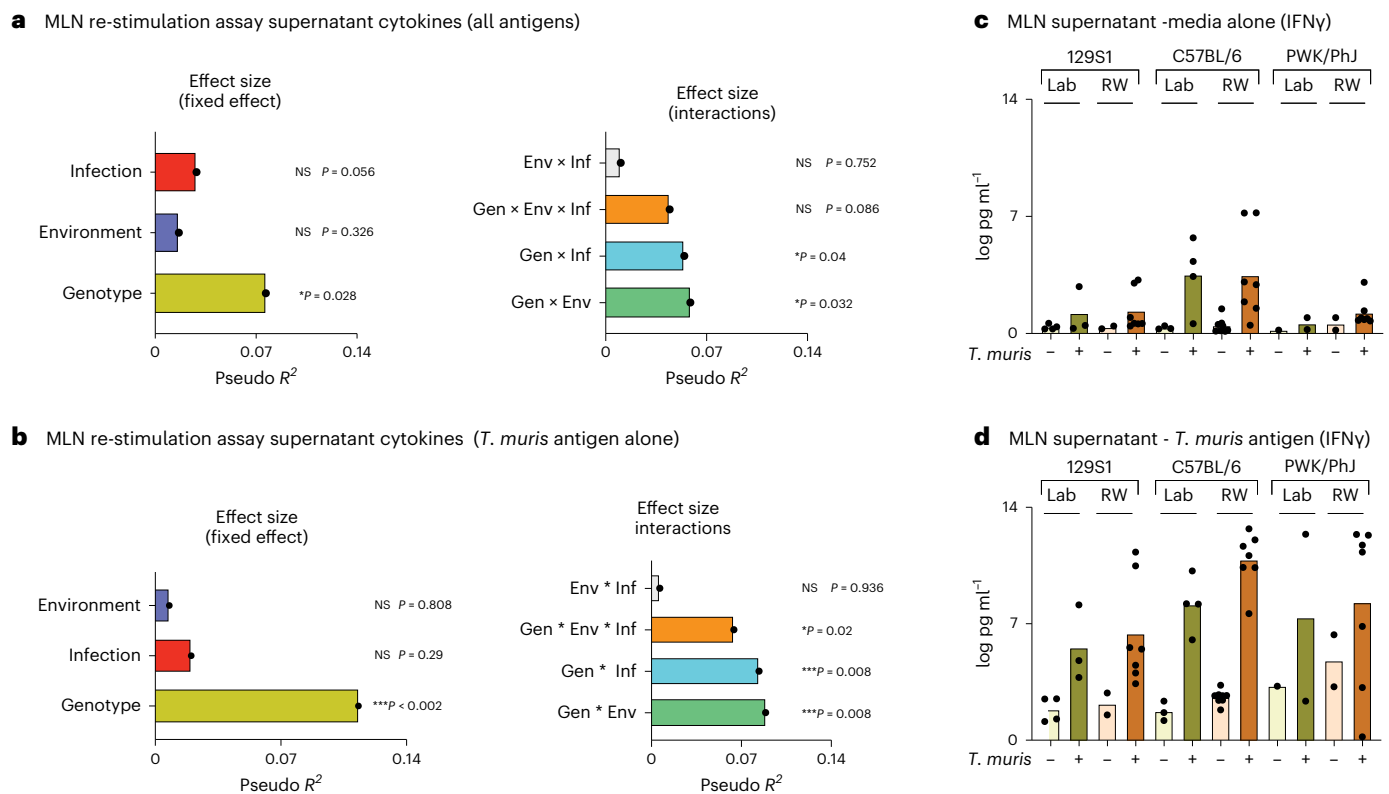 a MLN re-stimulation assay supernatant cytokines (all antigens)
Effect size
(fixed effect)
Infection
NS P = 0.056
Environment
NS P = 0.326
Genotype
*P = 0.028
0 0.07 0.14
Pseudo R²
Effect size
(interactions)
Env × Inf
NS P = 0.752
Gen × Env × Inf
NS P = 0.086
Gen × Inf
*P = 0.04
Gen × Env
*P = 0.032
0 0.07 0.14
Pseudo R²
b MLN re-stimulation assay supernatant cytokines (T. muris antigen alone)
Effect size
(fixed effect)
Environment
NS P = 0.808
Infection
NS P = 0.29
Genotype
***P < 0.002
0 0.07 0.14
Pseudo R²
Effect size
interactions
Env * Inf
NS P = 0.936
Gen * Env * Inf
*P = 0.02
Gen * Inf
***P = 0.008
Gen * Env
***P = 0.008
0 0.07 0.14
Pseudo R²
c MLN supernatant -media alone (IFNγ)
129S1 C57BL/6 PWK/PhJ
Lab RW Lab RW Lab RW
14
7
0
log pg ml⁻¹
T. muris − + − + − + − + − + − +
d MLN supernatant - T. muris antigen (IFNγ)
129S1 C57BL/6 PWK/PhJ
Lab RW Lab RW Lab RW
14
7
0
log pg ml⁻¹
T. muris − + − + − + − + − + − +